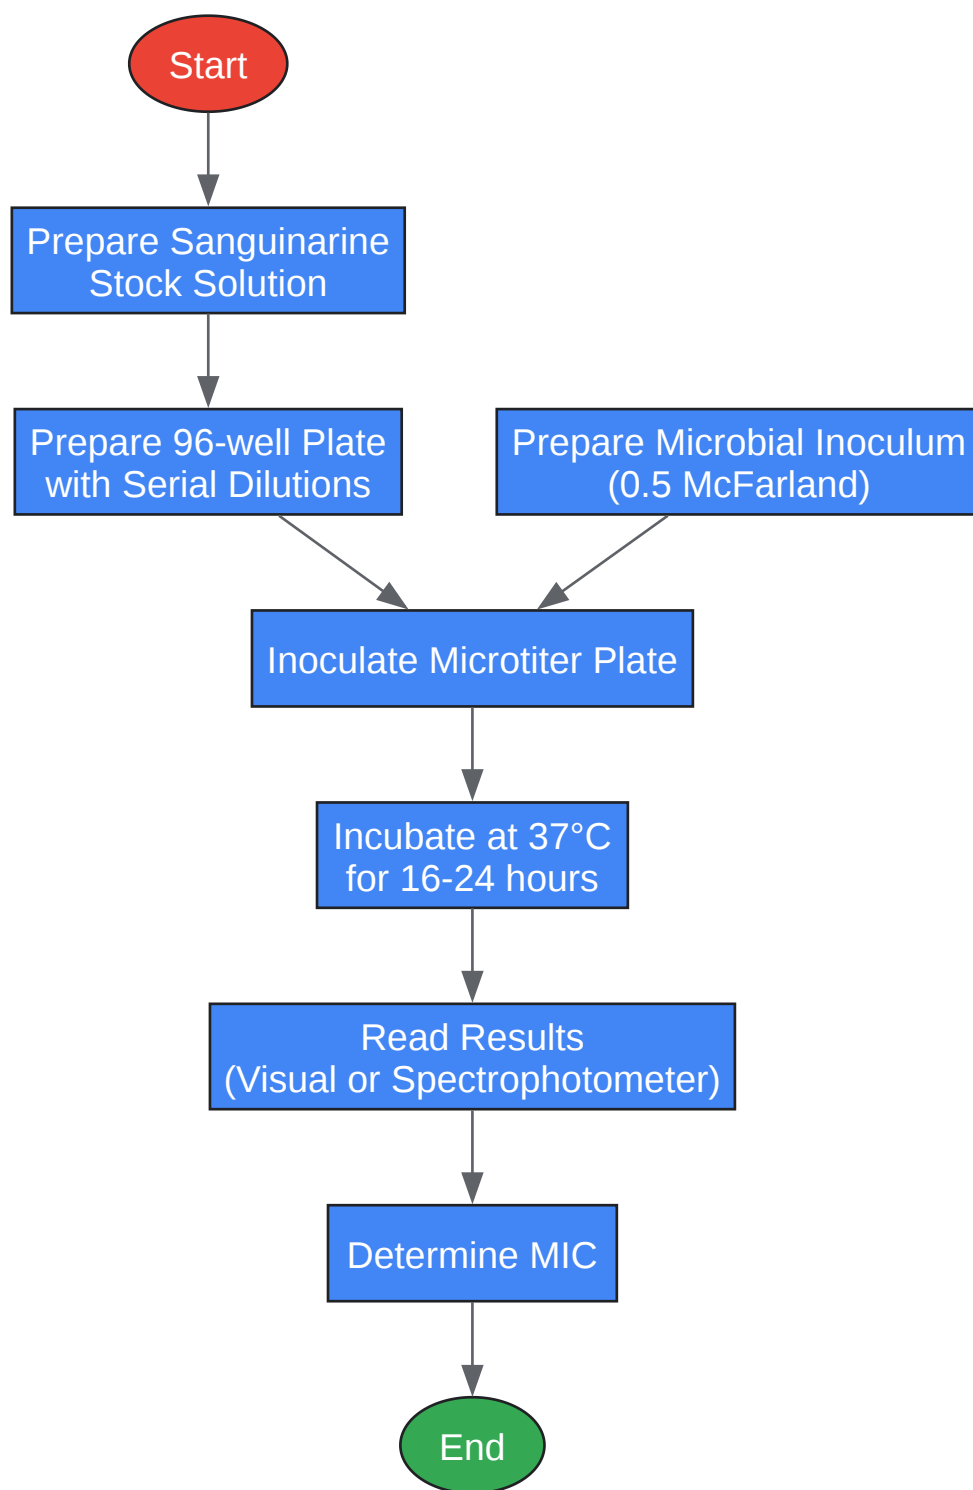 Start
Prepare Sanguinarine
Stock Solution
Prepare 96-well Plate
with Serial Dilutions
Prepare Microbial Inoculum
(0.5 McFarland)
Inoculate Microtiter Plate
Incubate at 37°C
for 16-24 hours
Read Results
(Visual or Spectrophotometer)
Determine MIC
End